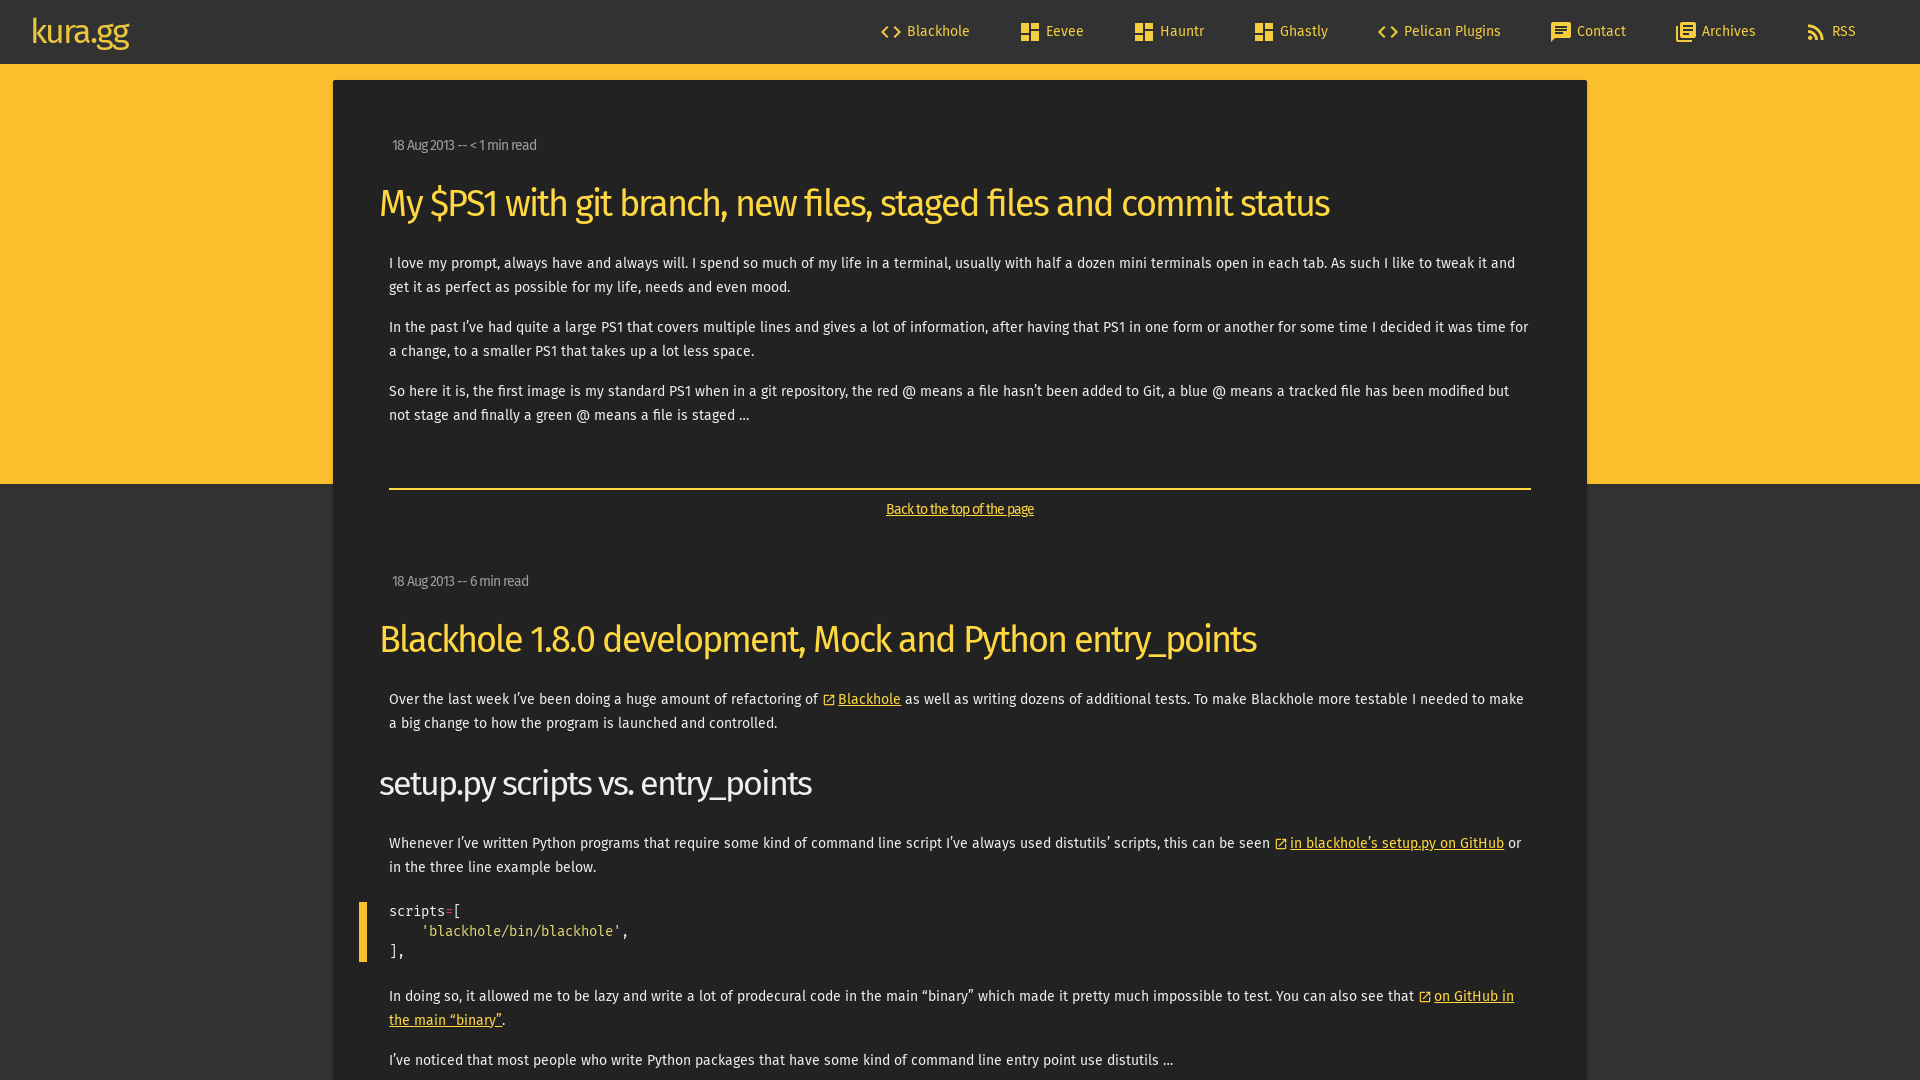 kura.gg
Blackhole
Eevee
Hauntr
Ghastly
Pelican Plugins
Contact
Archives
RSS
18 Aug 2013 -- < 1 min read
My $PS1 with git branch, new files, staged files and commit status
I love my prompt, always have and always will. I spend so much of my life in a terminal, usually with half a dozen mini terminals open in each tab. As such I like to tweak it and
get it as perfect as possible for my life, needs and even mood.
In the past I’ve had quite a large PS1 that covers multiple lines and gives a lot of information, after having that PS1 in one form or another for some time I decided it was time for
a change, to a smaller PS1 that takes up a lot less space.
So here it is, the first image is my standard PS1 when in a git repository, the red @ means a file hasn’t been added to Git, a blue @ means a tracked file has been modified but
not stage and finally a green @ means a file is staged …
Back to the top of the page
18 Aug 2013 -- 6 min read
Blackhole 1.8.0 development, Mock and Python entry_points
Over the last week I’ve been doing a huge amount of refactoring of Blackhole as well as writing dozens of additional tests. To make Blackhole more testable I needed to make
a big change to how the program is launched and controlled.
setup.py scripts vs. entry_points
Whenever I’ve written Python programs that require some kind of command line script I’ve always used distutils’ scripts, this can be seen in blackhole’s setup.py on GitHub or
in the three line example below.
scripts=[
    'blackhole/bin/blackhole',
],
In doing so, it allowed me to be lazy and write a lot of prodecural code in the main “binary” which made it pretty much impossible to test. You can also see that on GitHub in
the main “binary”.
I’ve noticed that most people who write Python packages that have some kind of command line entry point use distutils …